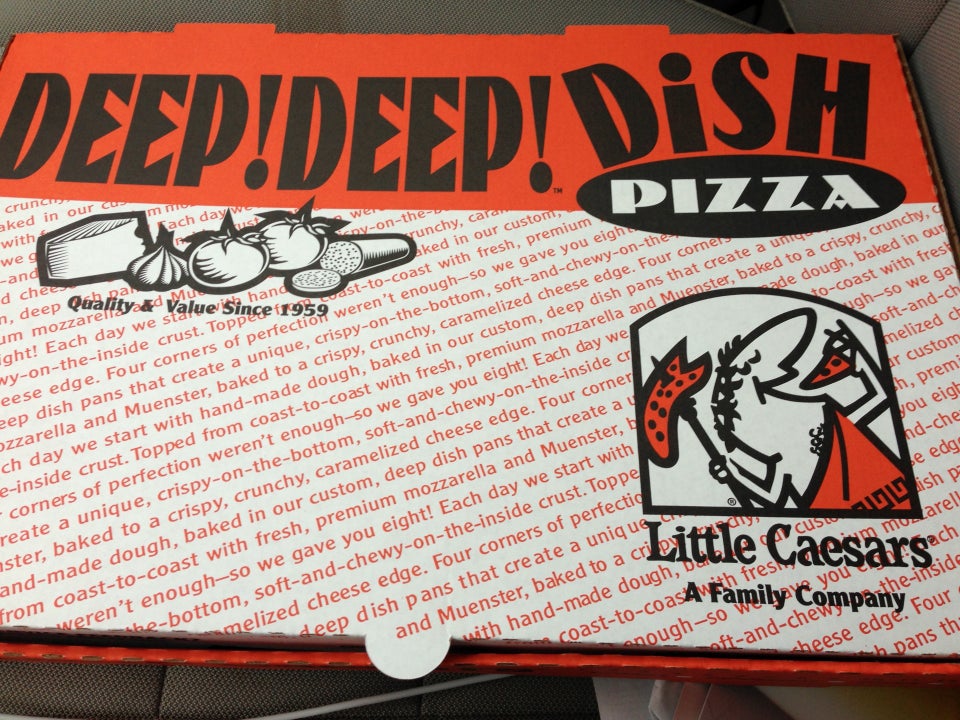 DEEP!DEEP!™ DiSH
PIZZA
Quality & Value Since 1959
Each day we start with hand-made dough, baked in our custom, deep dish pans that create a unique, crispy-on-the-bottom, soft-and-chewy-on-the-inside crust. Topped from coast-to-coast with fresh, premium mozzarella and Muenster, baked to a crispy, crunchy, caramelized cheese edge. Four corners of perfection weren't enough—so we gave you eight!
®
Little Caesars®
A Family Company